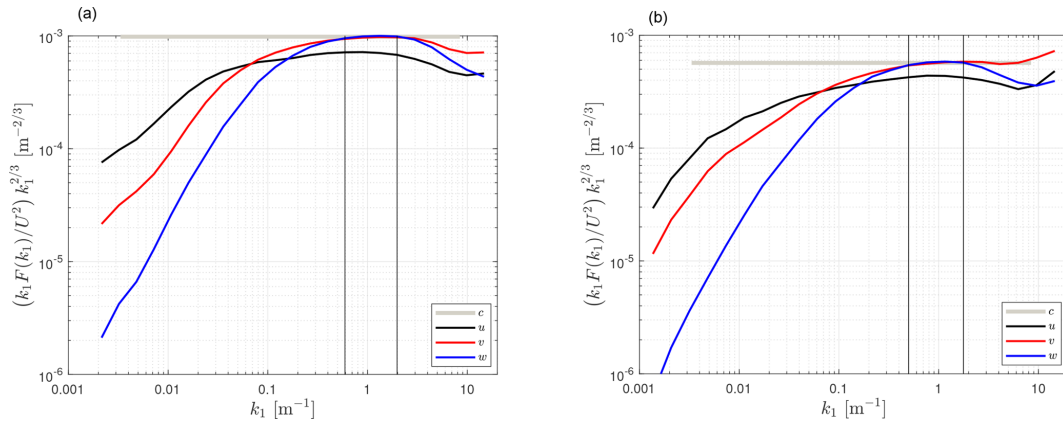 (a)
10⁻³
10⁻⁴
10⁻⁵
10⁻⁶
(k₁F(k₁)/U²) k₁^{2/3} [m^{-2/3}]
0.001 0.01 0.1 1 10
k₁ [m⁻¹]
c
u
v
w
(b)
10⁻³
10⁻⁴
10⁻⁵
10⁻⁶
(k₁F(k₁)/U²) k₁^{2/3} [m^{-2/3}]
0.001 0.01 0.1 1 10
k₁ [m⁻¹]
c
u
v
w